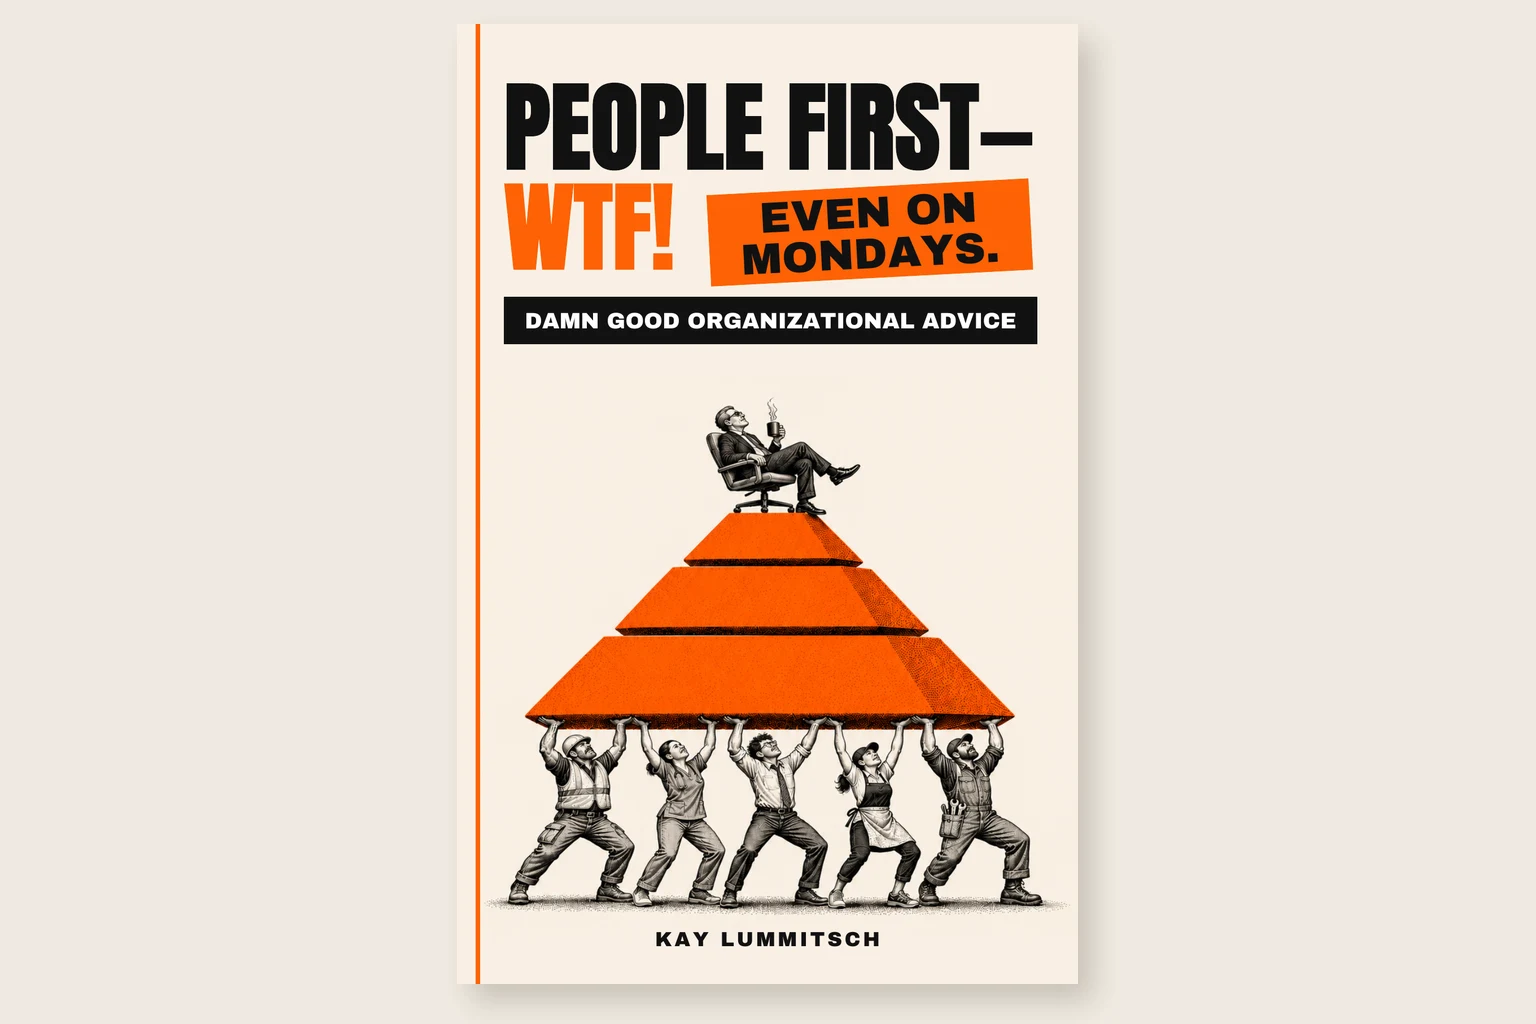 PEOPLE FIRST—
WTF!
EVEN ON
MONDAYS.
DAMN GOOD ORGANIZATIONAL ADVICE
KAY LUMMITSCH